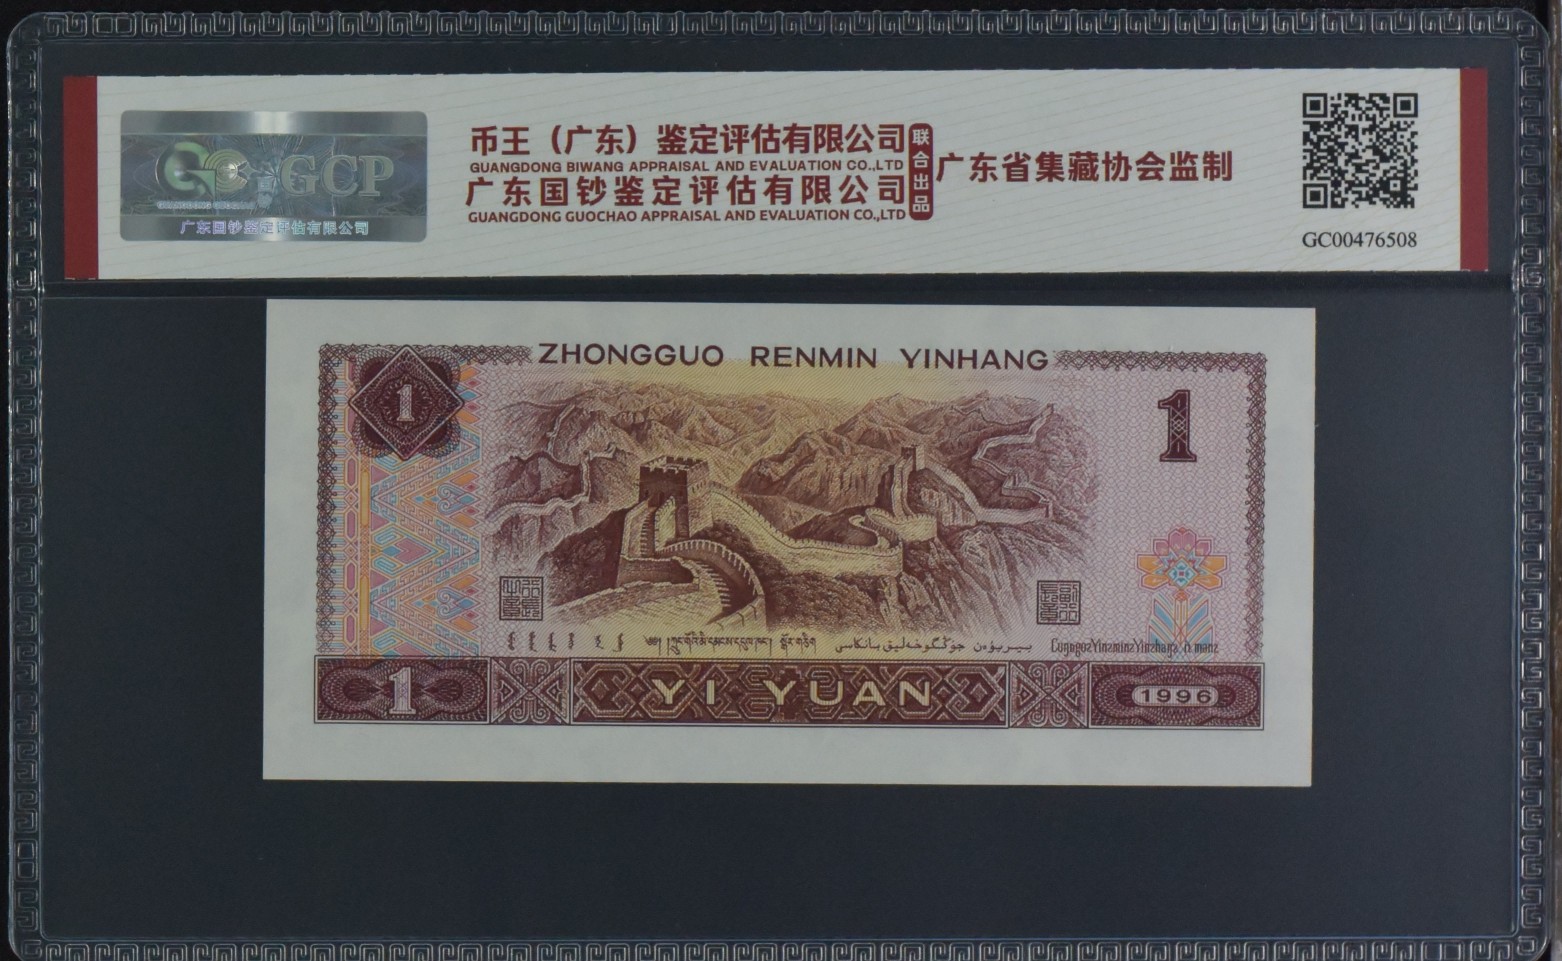 币王（广东）鉴定评估有限公司
GUANGDONG BIWANG APPRAISAL AND EVALUATION CO.,LTD
广东国钞鉴定评估有限公司
GUANGDONG GUOCHAO APPRAISAL AND EVALUATION CO.,LTD
联合出品
广东省集藏协会监制
GC00476508
GCP
广东国钞鉴定评估有限公司
ZHONGGUO RENMIN YINHANG
1
1
CunggozYinzminzYinzhangz It manz
1
YI YUAN
1996